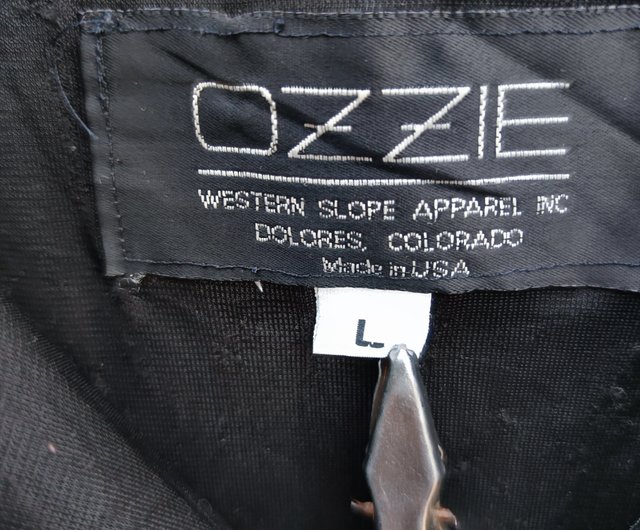 OZZIE
WESTERN SLOPE APPAREL INC
DOLORES, COLORADO
Made in USA
L